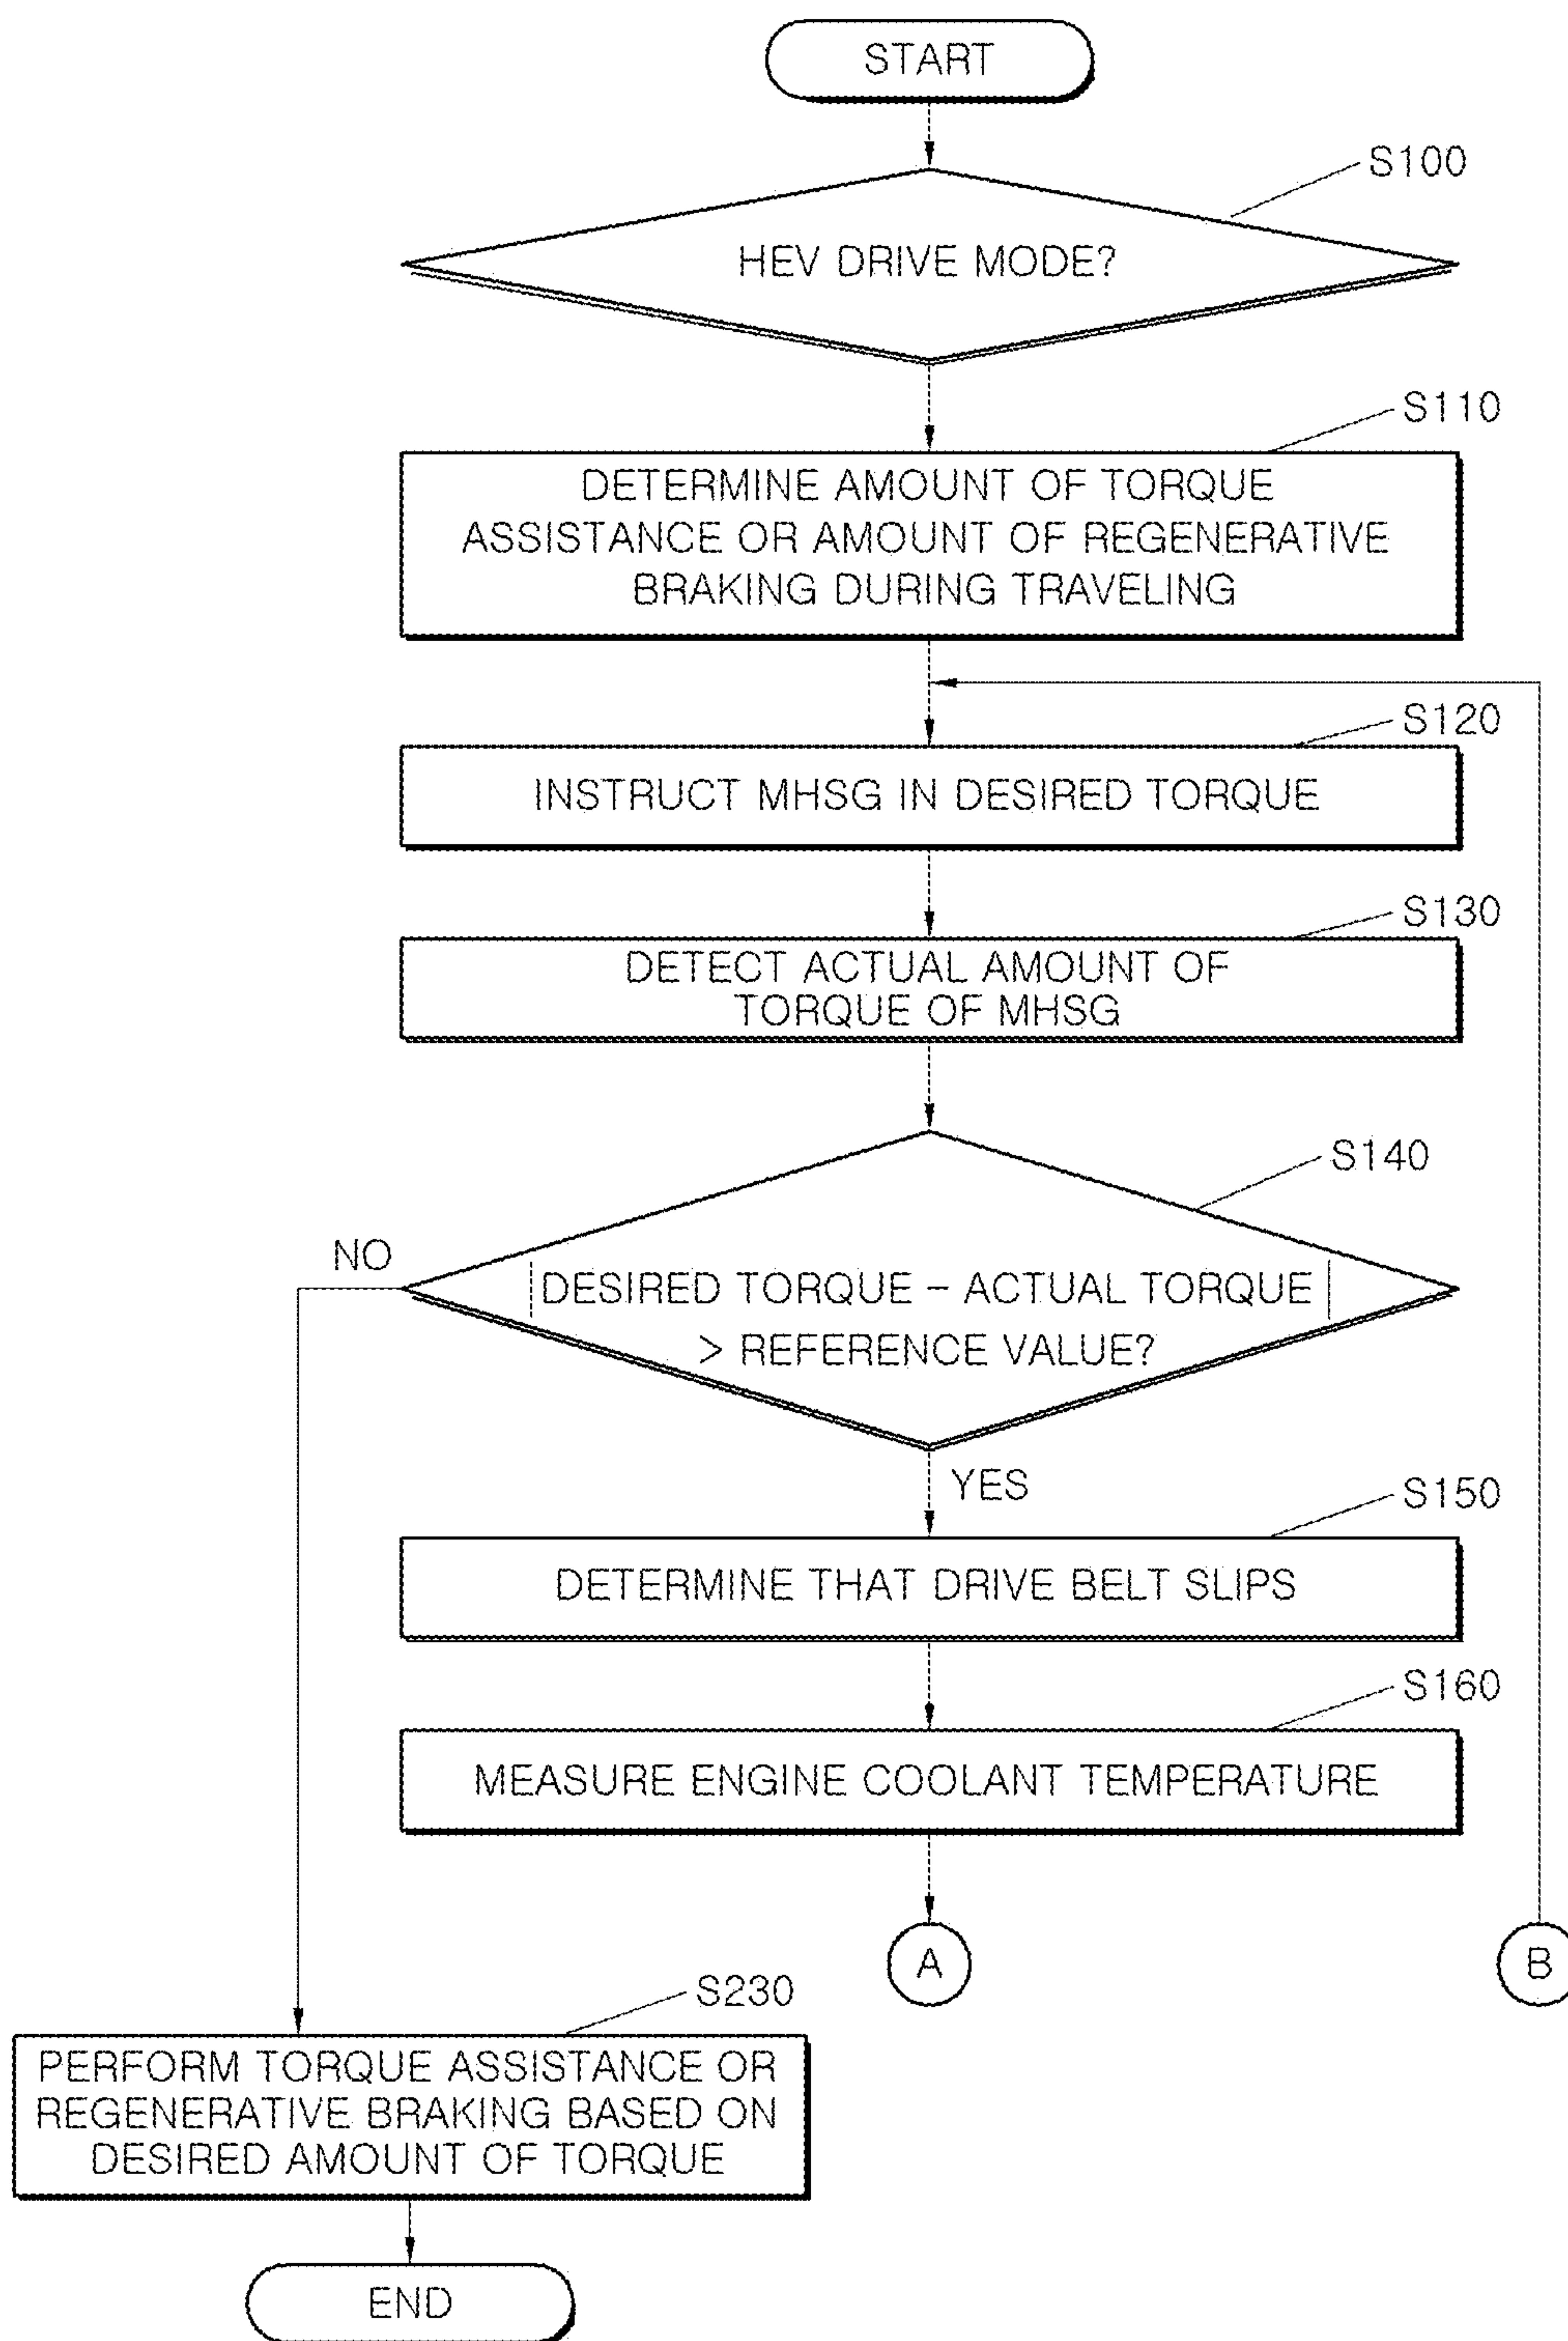 START
S100
HEV DRIVE MODE?
S110
DETERMINE AMOUNT OF TORQUE
ASSISTANCE OR AMOUNT OF REGENERATIVE
BRAKING DURING TRAVELING
S120
INSTRUCT MHSG IN DESIRED TORQUE
S130
DETECT ACTUAL AMOUNT OF
TORQUE OF MHSG
S140
NO
|DESIRED TORQUE – ACTUAL TORQUE|
> REFERENCE VALUE?
YES
S150
DETERMINE THAT DRIVE BELT SLIPS
S160
MEASURE ENGINE COOLANT TEMPERATURE
A
B
S230
PERFORM TORQUE ASSISTANCE OR
REGENERATIVE BRAKING BASED ON
DESIRED AMOUNT OF TORQUE
END